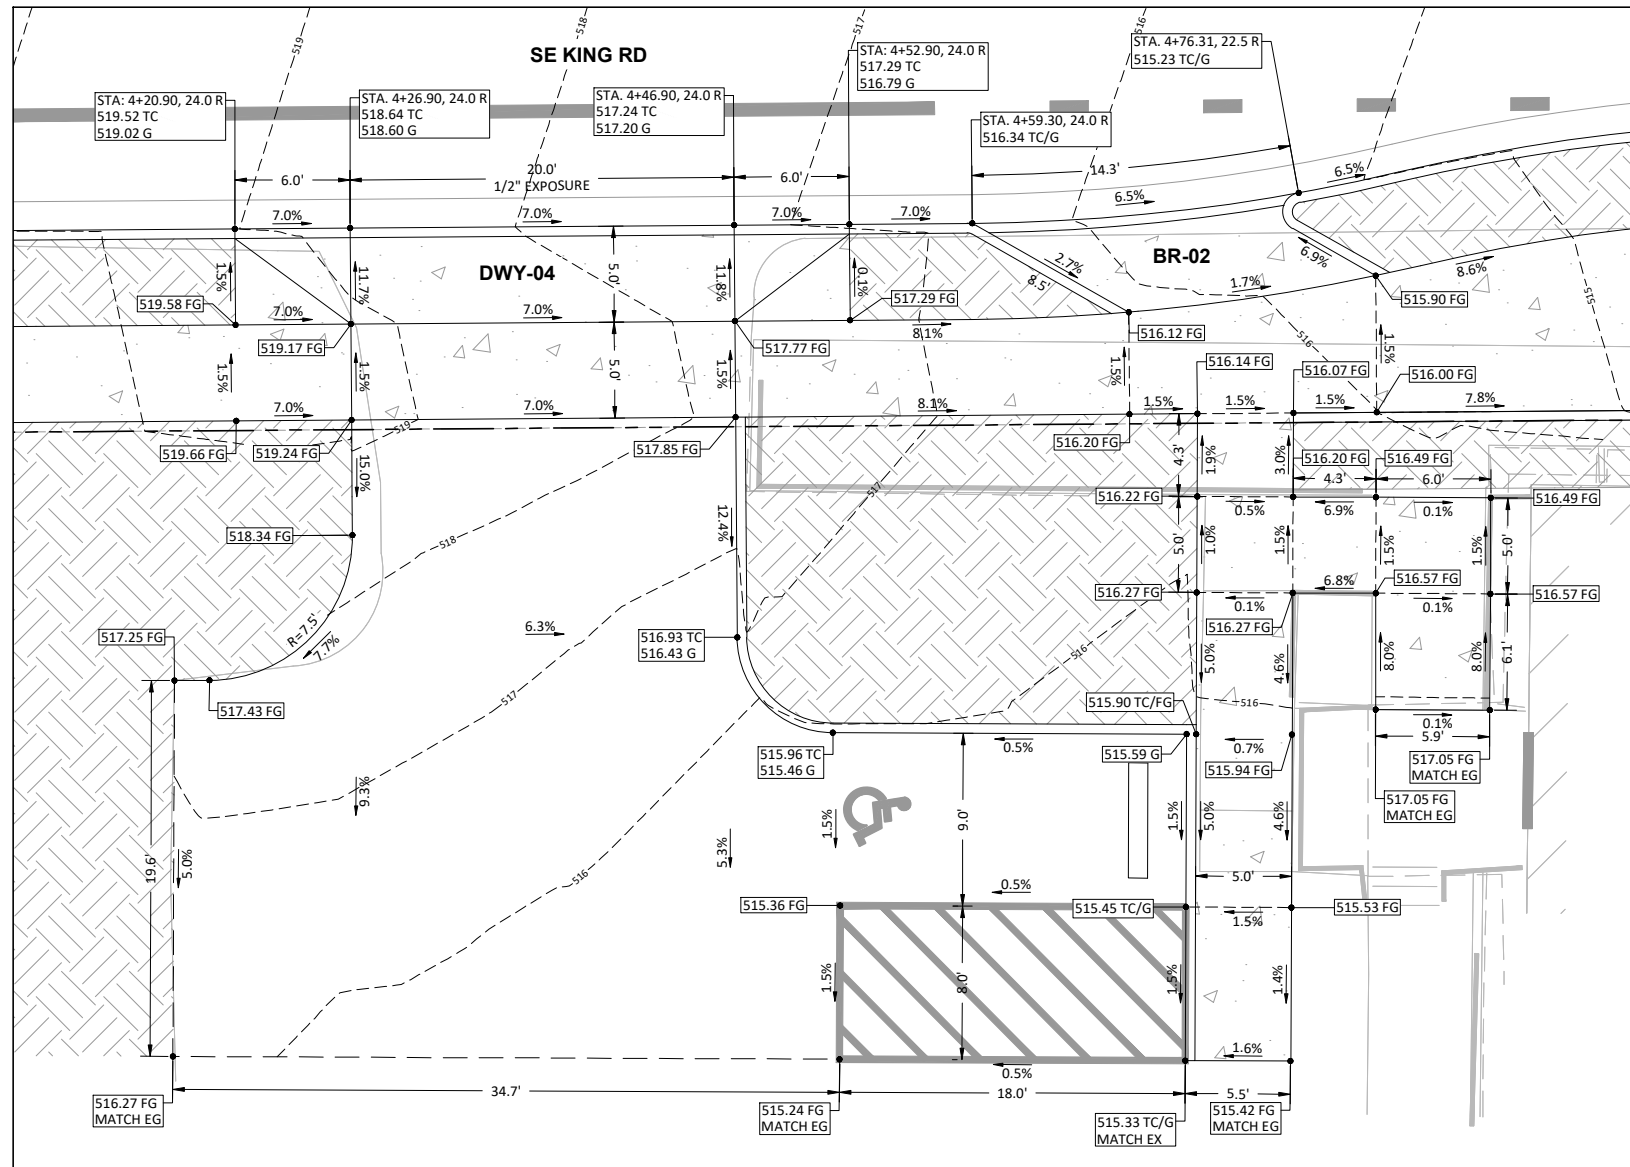 519
518
517
516
SE KING RD
STA: 4+20.90, 24.0 R
519.52 TC
519.02 G
STA. 4+26.90, 24.0 R
518.64 TC
518.60 G
STA. 4+46.90, 24.0 R
517.24 TC
517.20 G
STA: 4+52.90, 24.0 R
517.29 TC
516.79 G
STA. 4+59.30, 24.0 R
516.34 TC/G
STA. 4+76.31, 22.5 R
515.23 TC/G
6.0'
20.0'
1/2" EXPOSURE
6.0'
14.3'
6.5%
6.5%
7.0%
7.0%
7.0%
7.0%
DWY-04
BR-02
1.5%
11.7%
5.0'
11.8%
0.1%
2.7%
8.5'
6.9%
1.7%
8.6%
515
519.58 FG
517.29 FG
515.90 FG
7.0%
7.0%
8.1%
516.12 FG
516
519.17 FG
517.77 FG
516.14 FG
516.07 FG
516.00 FG
1.5%
1.5%
5.0'
1.5%
1.5%
1.5%
7.0%
7.0%
8.1%
1.5%
1.5%
1.5%
7.8%
519
519.66 FG
519.24 FG
517.85 FG
516.20 FG
4.3'
1.9%
3.0%
516.20 FG
516.49 FG
15.0%
4.3'
6.0'
517
516.22 FG
516.49 FG
0.5%
6.9%
0.1%
12.4%
518.34 FG
518
5.0'
1.0%
1.5%
1.5%
1.5%
5.0'
6.8%
516.57 FG
516.27 FG
516.57 FG
0.1%
0.1%
R=7.5'
7.7%
6.3%
517.25 FG
516.93 TC
516.43 G
516.27 FG
516
5.0%
4.6%
8.0%
8.0%
6.1'
517.43 FG
517
515.90 TC/FG
516
0.1%
5.9'
515.96 TC
515.46 G
0.5%
515.59 G
0.7%
515.94 FG
517.05 FG
MATCH EG
517.05 FG
MATCH EG
9.3%
19.6'
5.0%
5.3%
1.5%
9.0'
1.5%
5.0%
4.6%
516
0.5%
5.0'
515.36 FG
515.45 TC/G
515.53 FG
1.5%
1.5%
8.0'
1.5%
1.4%
1.6%
0.5%
34.7'
18.0'
5.5'
516.27 FG
MATCH EG
515.24 FG
MATCH EG
515.33 TC/G
MATCH EX
515.42 FG
MATCH EG